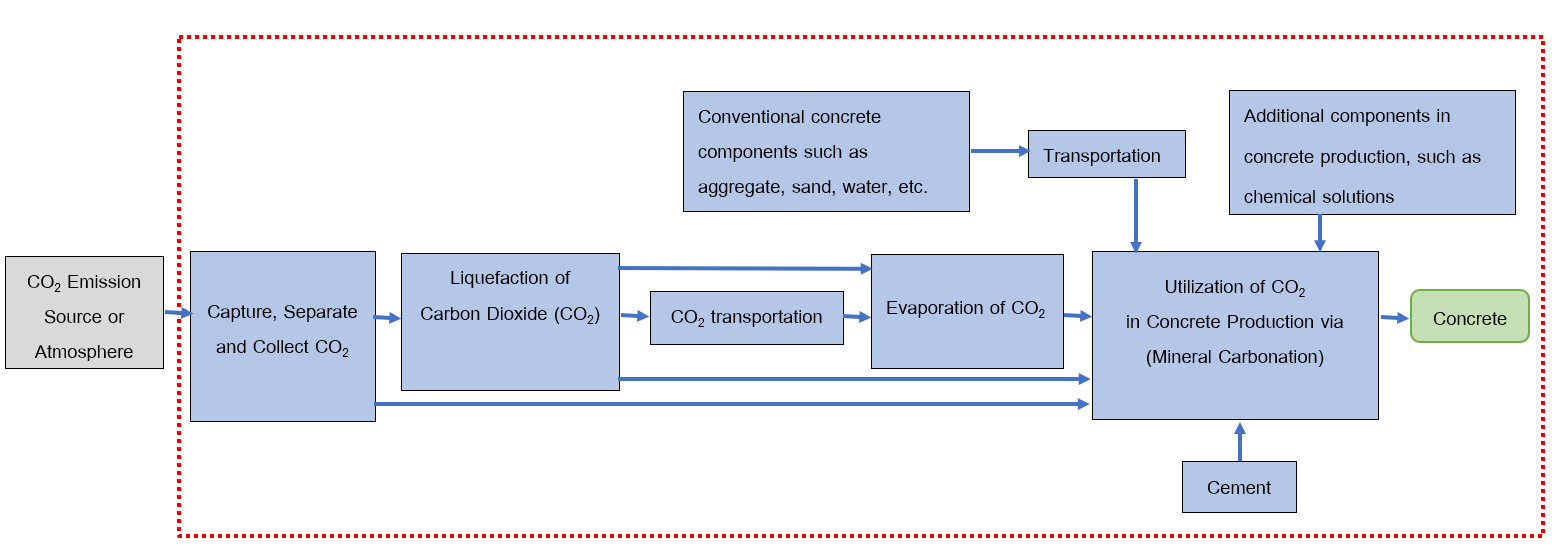 Conventional concrete
components such as
aggregate, sand, water, etc.
Transportation
Additional components in
concrete production, such as
chemical solutions
CO₂ Emission
Source or
Atmosphere
Capture, Separate
and Collect CO₂
Liquefaction of
Carbon Dioxide (CO₂)
CO₂ transportation
Evaporation of CO₂
Utilization of CO₂
in Concrete Production via
(Mineral Carbonation)
Concrete
Cement